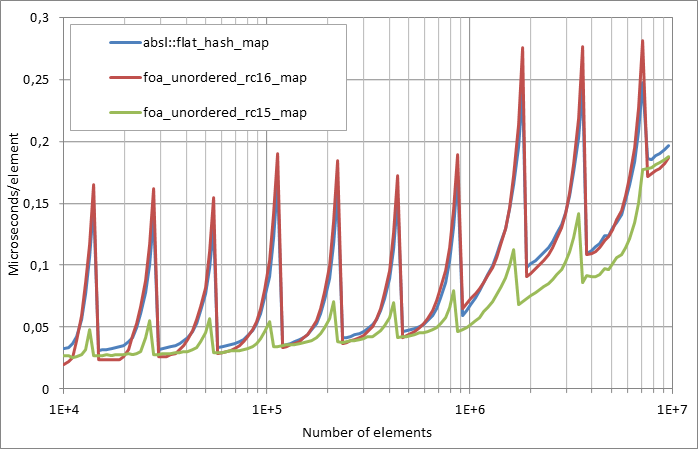 0,3
0,25
0,2
0,15
0,1
0,05
0
Microseconds/element
absl::flat_hash_map
foa_unordered_rc16_map
foa_unordered_rc15_map
1E+4 1E+5 1E+6 1E+7
Number of elements